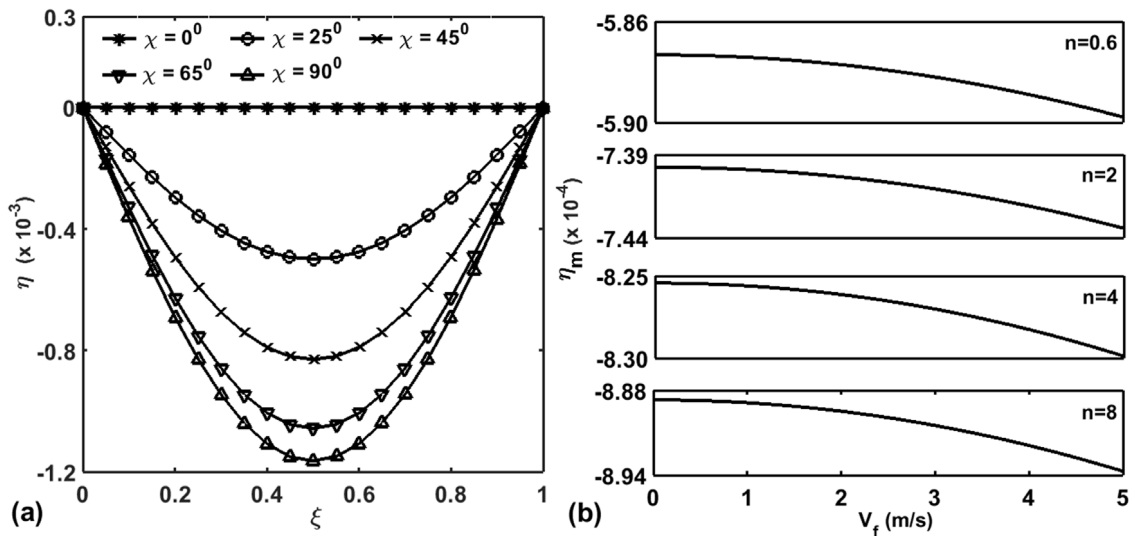 0.3
χ = 0⁰ χ = 25⁰ χ = 45⁰
χ = 65⁰ χ = 90⁰
0
-0.4
-0.8
-1.2
η (x 10⁻³)
0 0.2 0.4 0.6 0.8 1
ξ
(a)
-5.86
n=0.6
-5.90
-7.39
n=2
-7.44
-8.25
n=4
-8.30
-8.88
n=8
-8.94
η_m (x 10⁻⁴)
0 1 2 3 4 5
V_f (m/s)
(b)